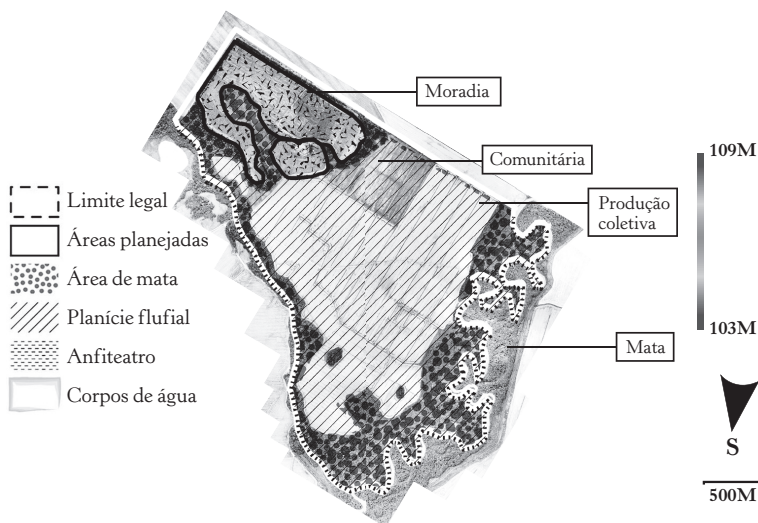 Moradia
Comunitária
Produção
coletiva
Mata
Limite legal
Áreas planejadas
Área de mata
Planície flufial
Anfiteatro
Corpos de água
109M
103M
S
500M